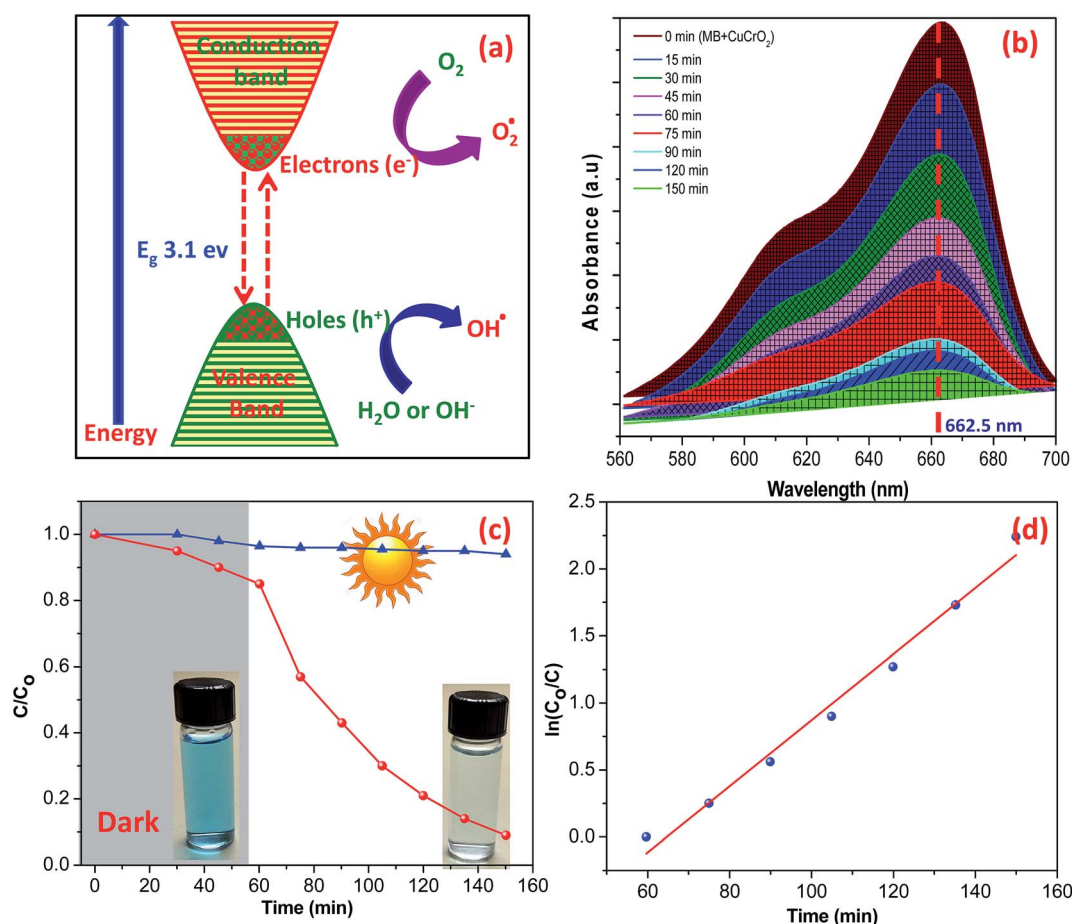 (a)
Conduction
band
O₂
O₂•
Electrons (e⁻)
E_g 3.1 ev
Holes (h⁺)
OH•
Valence
Band
H₂O or OH⁻
Energy
(b)
0 min (MB+CuCrO₂)
15 min
30 min
45 min
60 min
75 min
90 min
120 min
150 min
Absorbance (a.u)
662.5 nm
560 580 600 620 640 660 680 700
Wavelength (nm)
(c)
C/C₀
1.0
0.8
0.6
0.4
0.2
0.0
Dark
0 20 40 60 80 100 120 140 160
Time (min)
(d)
ln(C₀/C)
2.5
2.0
1.5
1.0
0.5
0.0
60 80 100 120 140 160
Time (min)